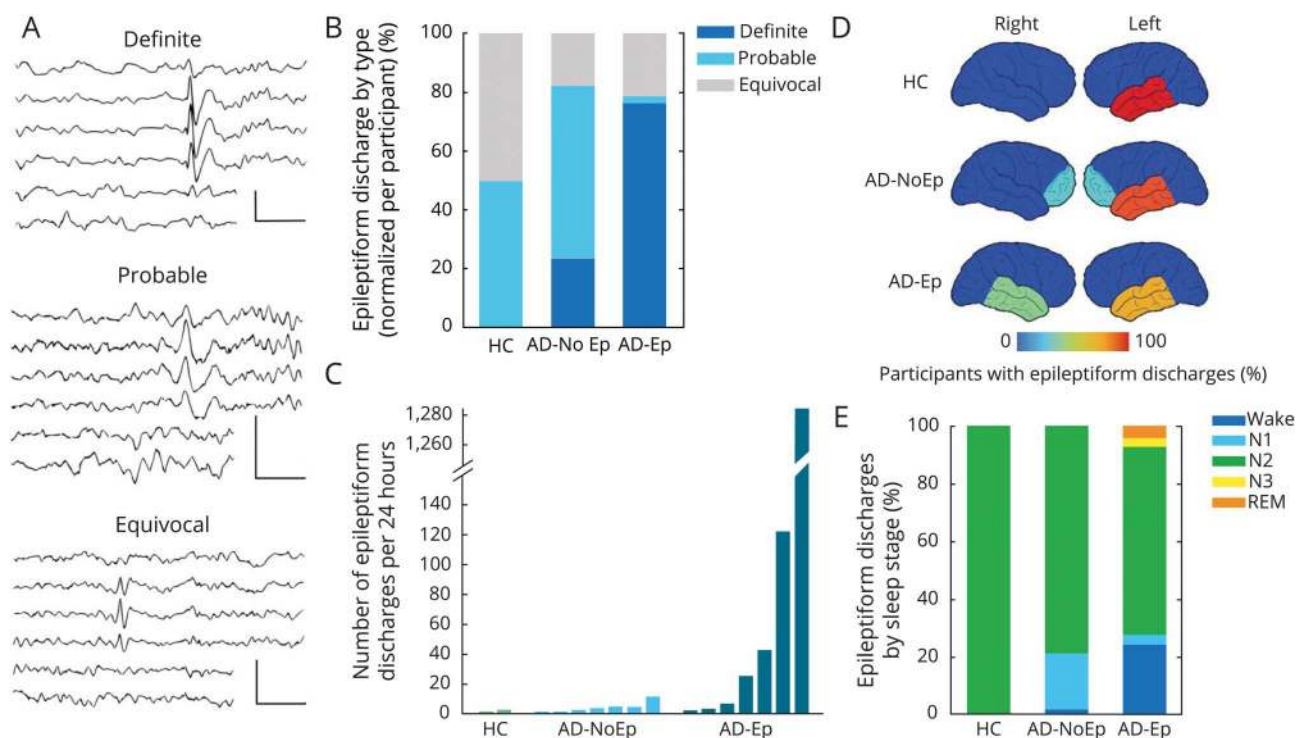 A
Definite
Probable
Equivocal
B
Epileptiform discharge by type
(normalized per participant) (%)
100
80
60
40
20
0
HC
AD-No Ep
AD-Ep
Definite
Probable
Equivocal
C
Number of epileptiform
discharges per 24 hours
1,280
1,260
140
120
100
80
60
40
20
0
HC
AD-NoEp
AD-Ep
D
Right
Left
HC
AD-NoEp
AD-Ep
0
100
Participants with epileptiform discharges (%)
E
Epileptiform discharges
by sleep stage (%)
100
80
60
40
20
0
HC
AD-NoEp
AD-Ep
Wake
N1
N2
N3
REM